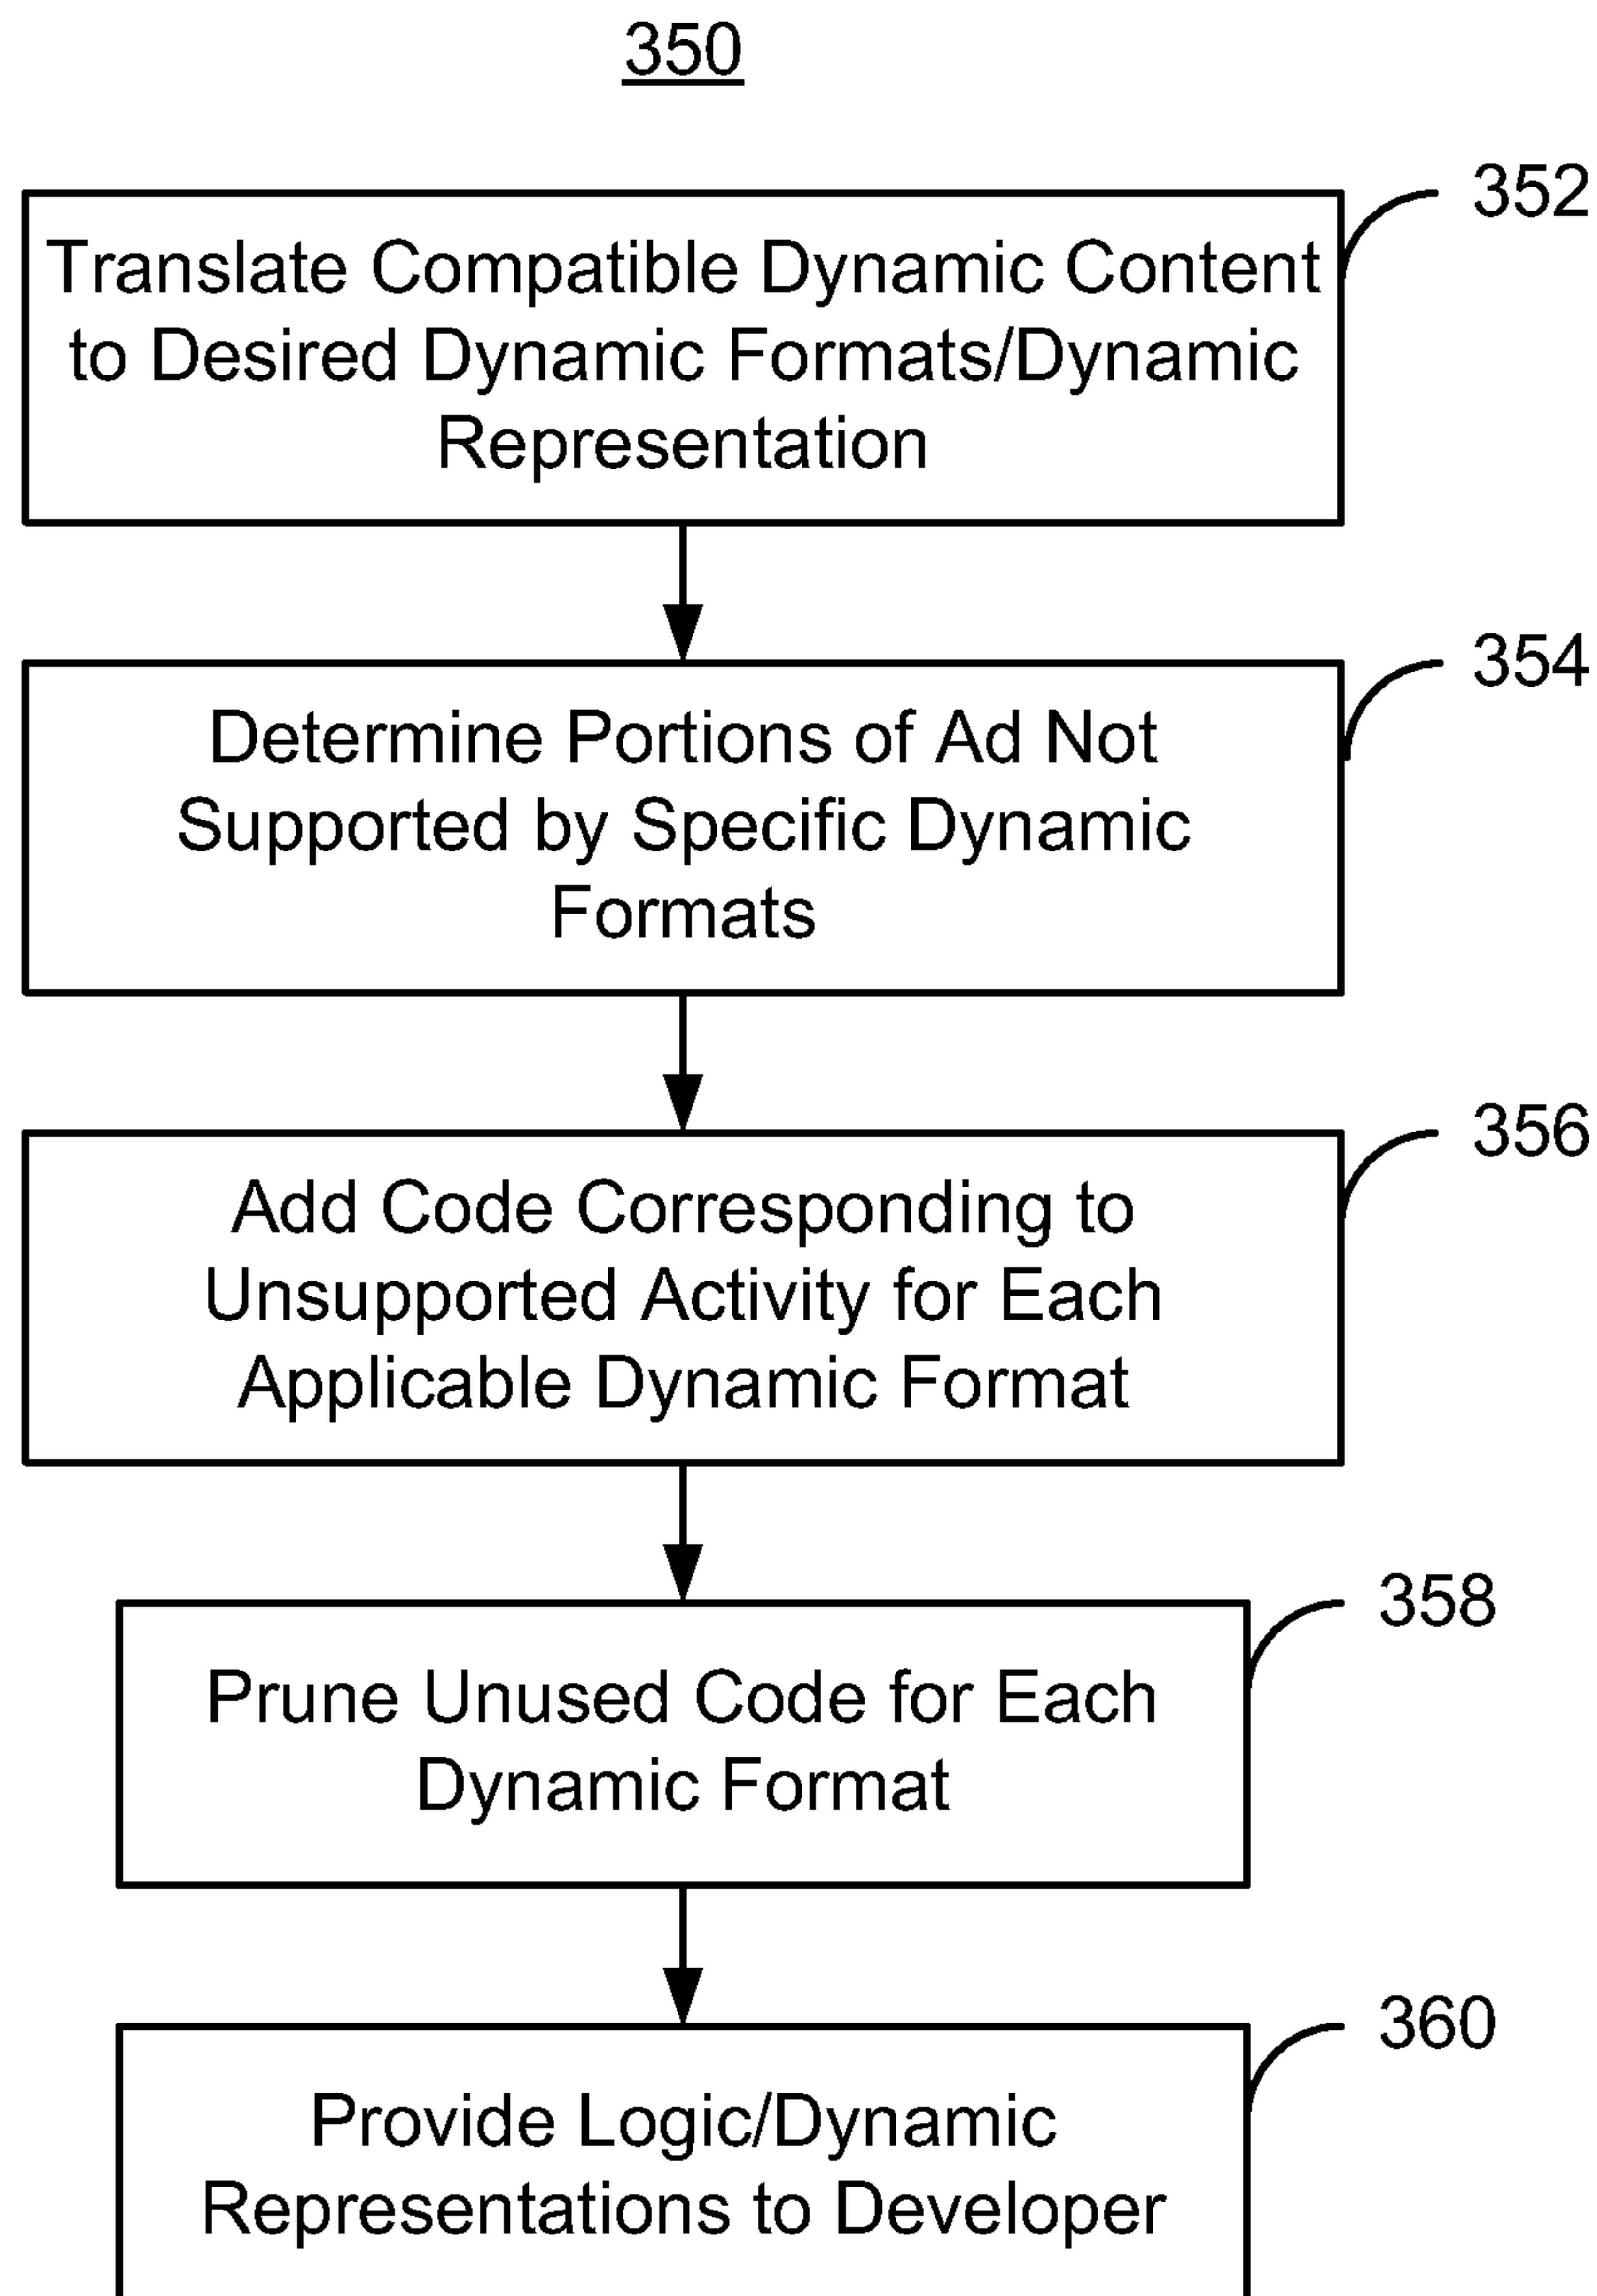 350
352
Translate Compatible Dynamic Content
to Desired Dynamic Formats/Dynamic
Representation
354
Determine Portions of Ad Not
Supported by Specific Dynamic
Formats
356
Add Code Corresponding to
Unsupported Activity for Each
Applicable Dynamic Format
358
Prune Unused Code for Each
Dynamic Format
360
Provide Logic/Dynamic
Representations to Developer